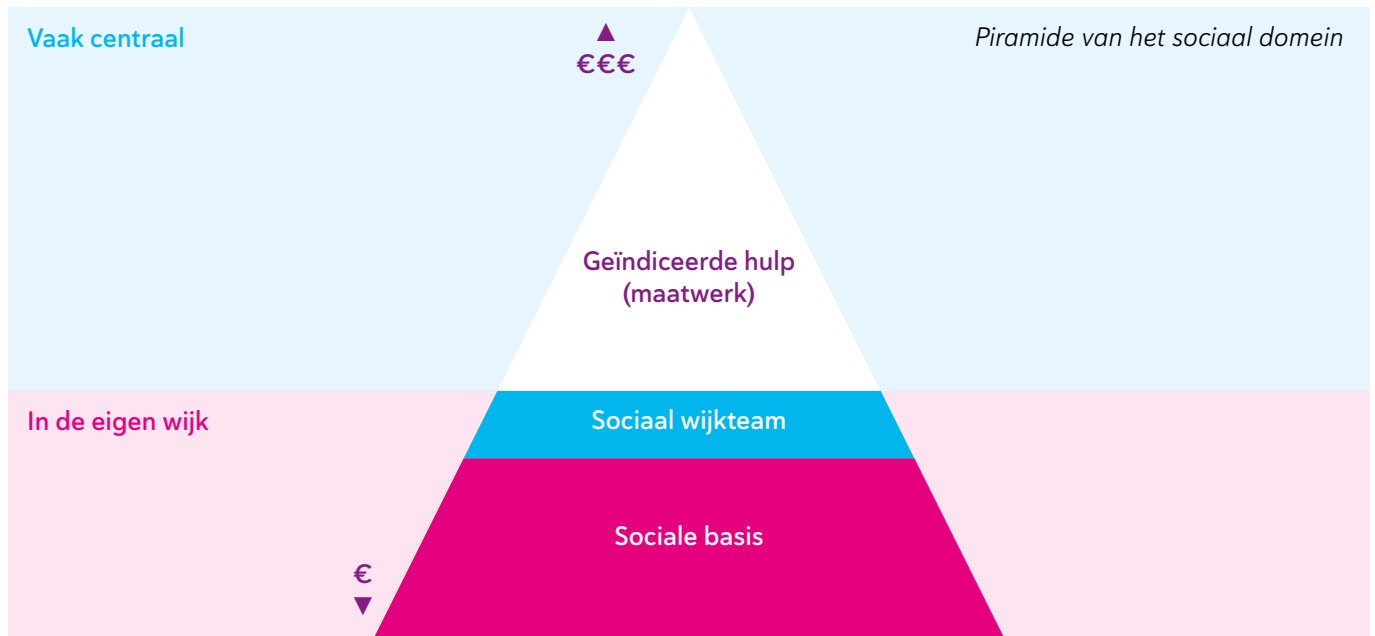 Vaak centraal
▲
€€€
Piramide van het sociaal domein
Geïndiceerde hulp
(maatwerk)
In de eigen wijk
Sociaal wijkteam
Sociale basis
€
▼